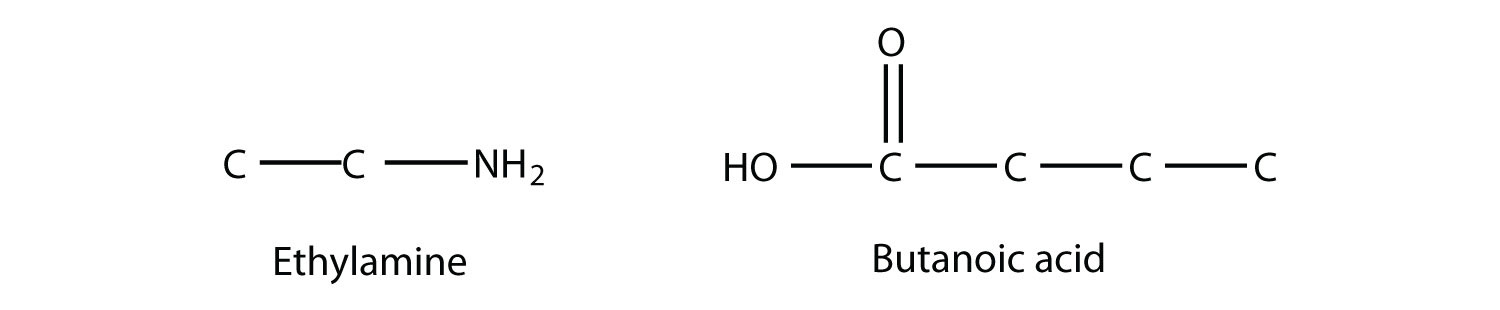 O
C C NH2 HO C C C C
Ethylamine Butanoic acid